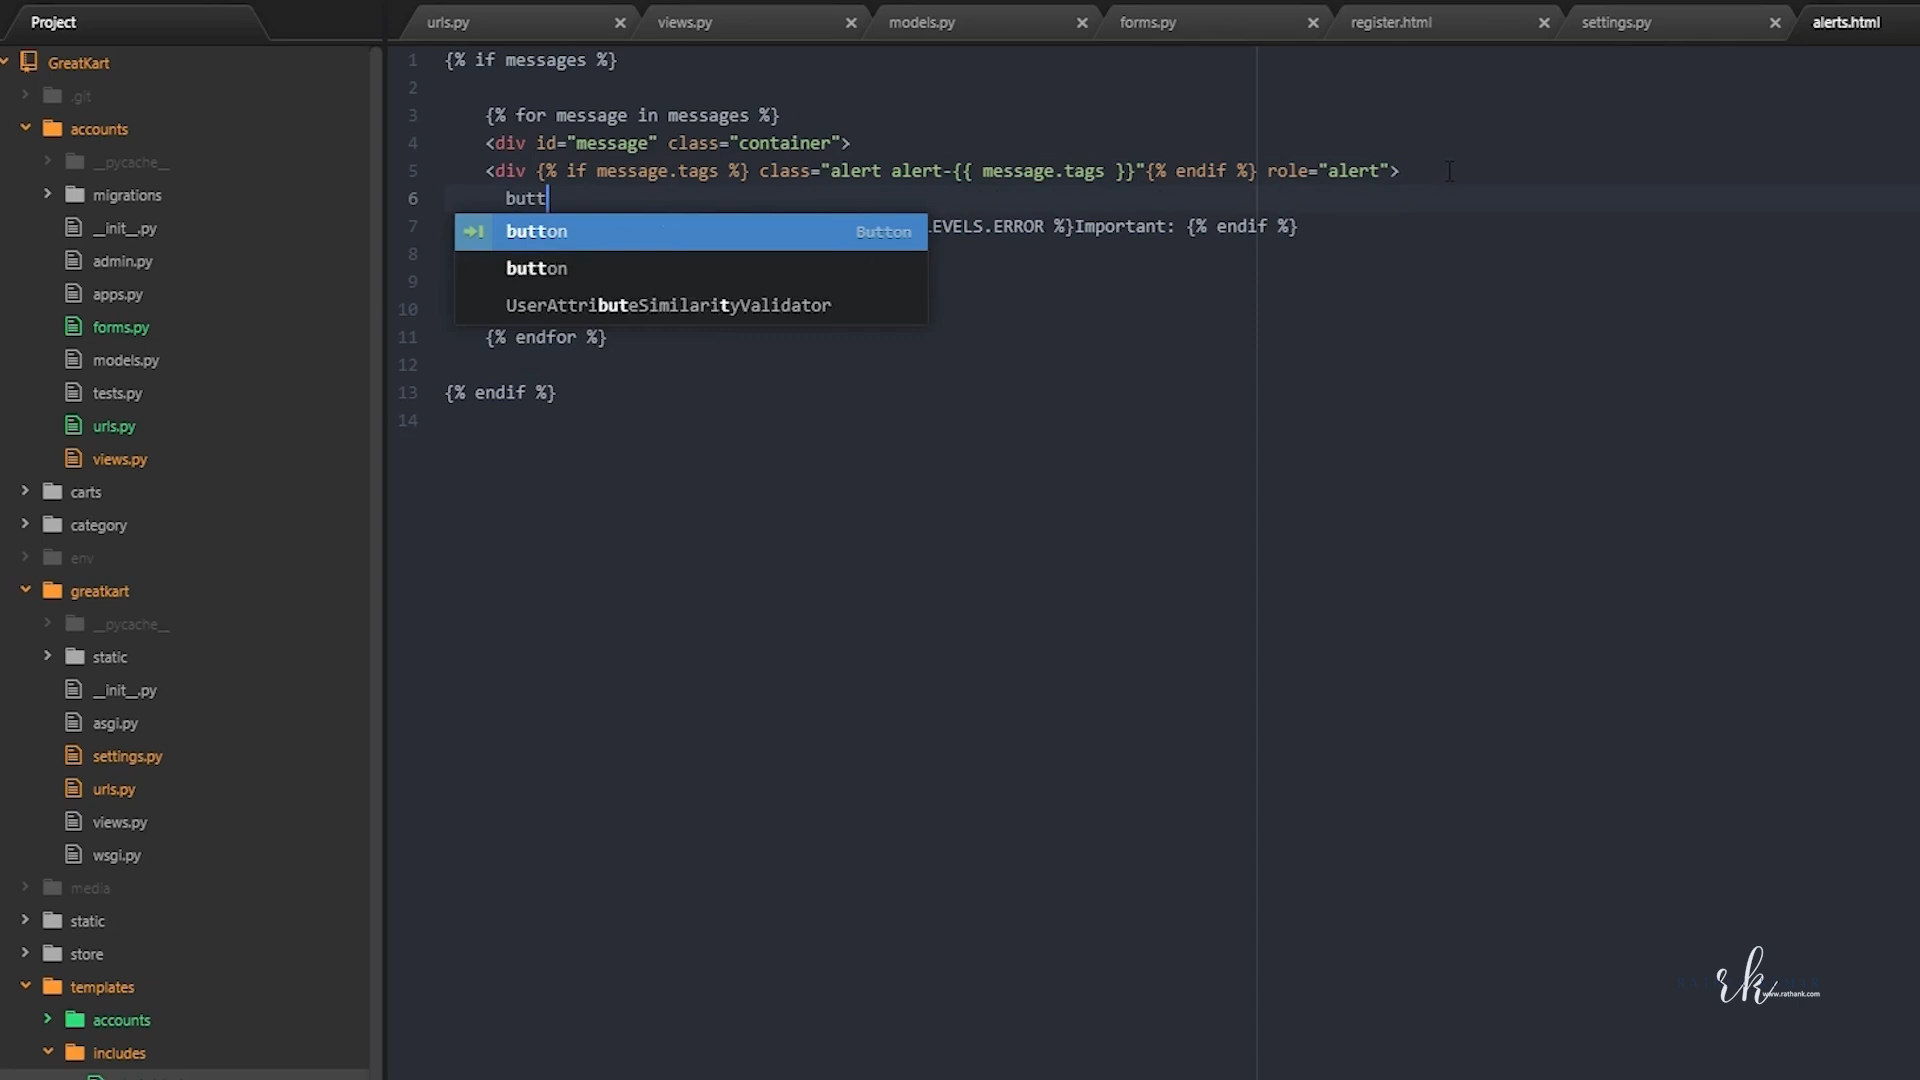 Project
urls.py
views.py
models.py
forms.py
register.html
settings.py
alerts.html
GreatKart
.git
accounts
__pycache__
migrations
__init__.py
admin.py
apps.py
forms.py
models.py
tests.py
urls.py
views.py
carts
category
env
greatkart
__pycache__
static
__init__.py
asgi.py
settings.py
urls.py
views.py
wsgi.py
media
static
store
templates
accounts
includes
1 {% if messages %}
2
3 {% for message in messages %}
4 <div id="message" class="container">
5 <div {% if message.tags %} class="alert alert-{{ message.tags }}"{% endif %} role="alert">
6 butt
button Button
7 LEVELS.ERROR %}Important: {% endif %}
8
button
9
UserAttributeSimilarityValidator
10
11 {% endfor %}
12
13 {% endif %}
14
rk
www.rathank.com